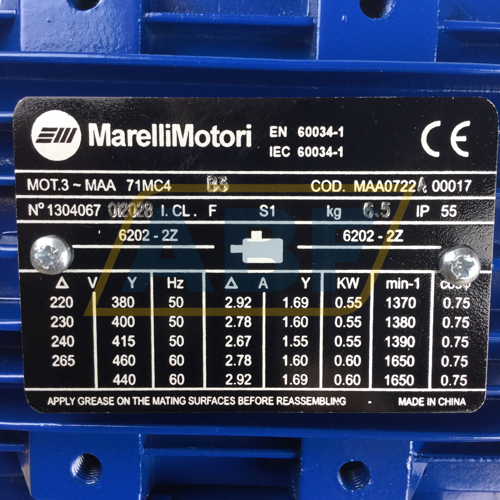 MarelliMotori EN 60034-1
IEC 60034-1
CE
MOT.3 ~ MAA 71MC4 B3 COD. MAA0722A 00017
Nº 1304067 I. CL. F S1 kg 6.5 IP 55
6202 - 2Z 6202 - 2Z
Δ V Y Hz Δ A Y KW min-1 cosφ
220 380 50 2.92 1.69 0.55 1370 0.75
230 400 50 2.78 1.60 0.55 1380 0.75
240 415 50 2.67 1.55 0.55 1390 0.75
265 460 60 2.78 1.60 0.60 1650 0.75
440 60 2.92 1.69 0.60 1650 0.75
APPLY GREASE ON THE MATING SURFACES BEFORE REASSEMBLING - MADE IN CHINA
ABF